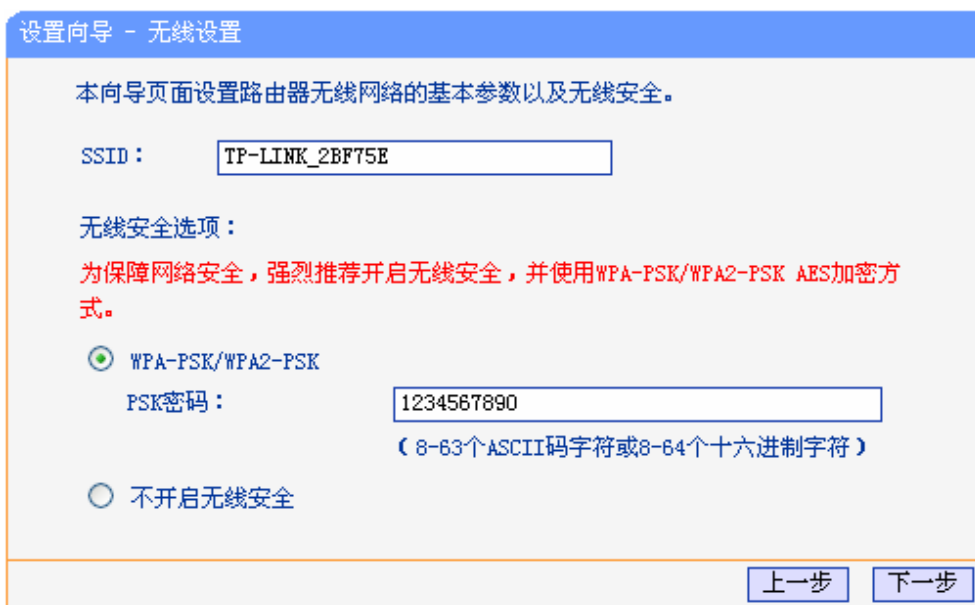 设置向导 - 无线设置
本向导页面设置路由器无线网络的基本参数以及无线安全。
SSID： TP-LINK_2BF75E
无线安全选项：
为保障网络安全，强烈推荐开启无线安全，并使用WPA-PSK/WPA2-PSK AES加密方
式。
WPA-PSK/WPA2-PSK
PSK密码： 1234567890
（8-63个ASCII码字符或8-64个十六进制字符）
不开启无线安全
上一步 下一步